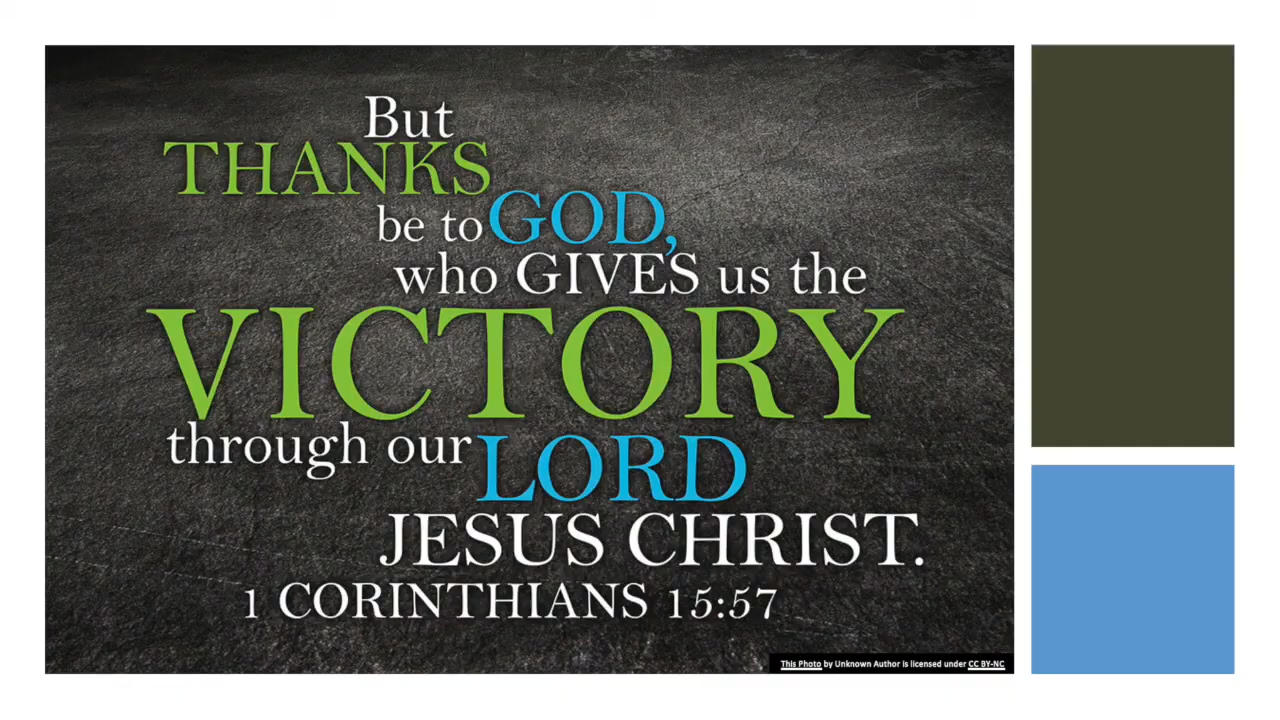 But
THANKS
be to GOD,
who GIVES us the
VICTORY
through our LORD
JESUS CHRIST.
1 CORINTHIANS 15:57
This Photo by Unknown Author is licensed under CC BY-NC